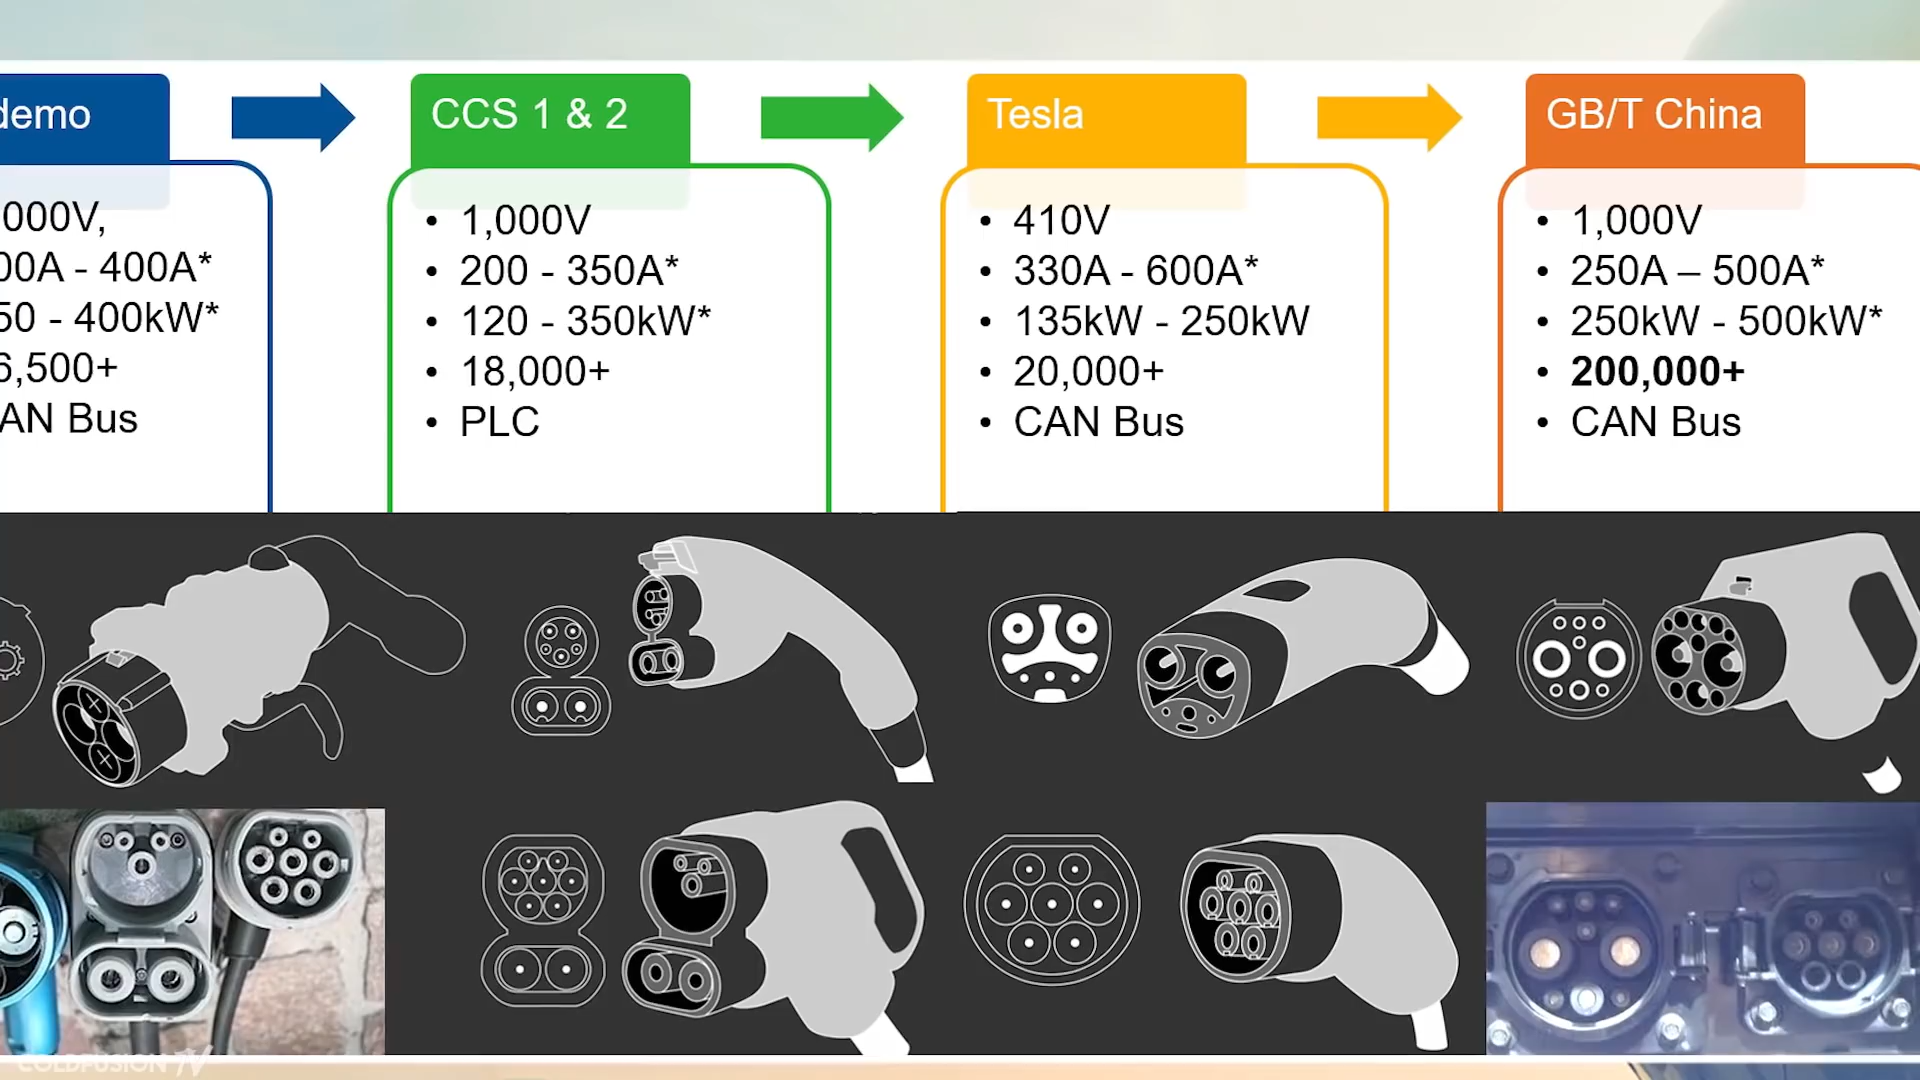 demo
000V,
00A - 400A*
50 - 400kW*
6,500+
AN Bus
CCS 1 & 2
• 1,000V
• 200 - 350A*
• 120 - 350kW*
• 18,000+
• PLC
Tesla
• 410V
• 330A - 600A*
• 135kW - 250kW
• 20,000+
• CAN Bus
GB/T China
• 1,000V
• 250A – 500A*
• 250kW - 500kW*
• 200,000+
• CAN Bus
COLDFUSION TV